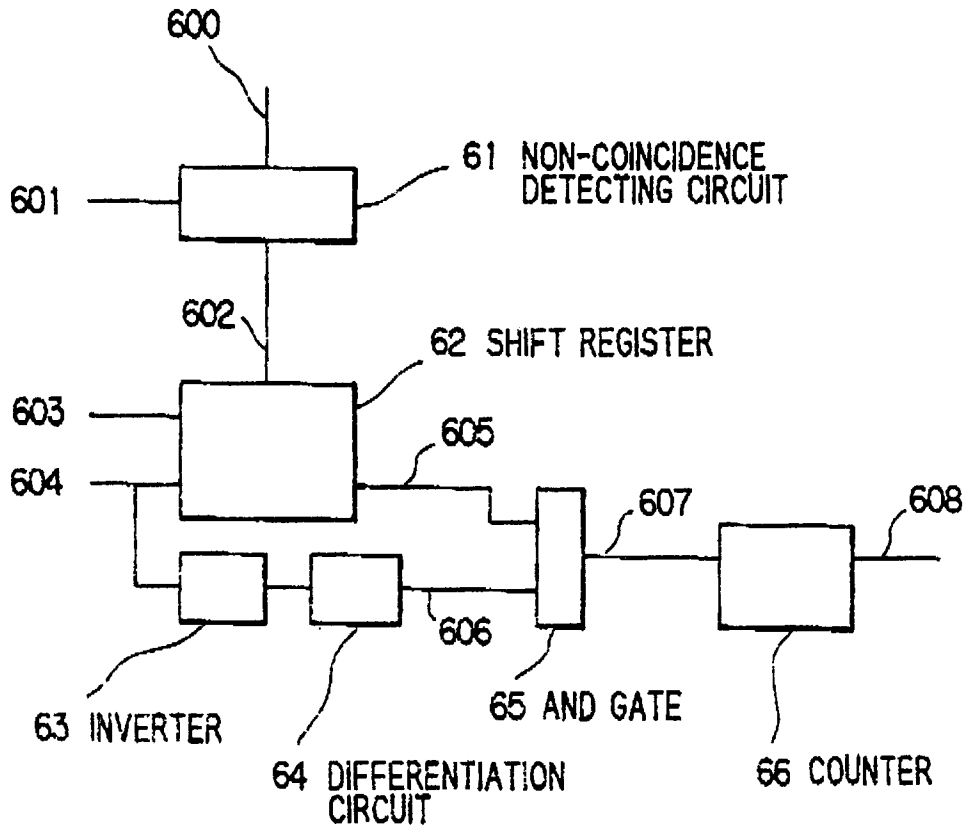 600
61 NON-COINCIDENCE
DETECTING CIRCUIT
601
602
62 SHIFT REGISTER
603
605
604
607
608
606
65 AND GATE
63 INVERTER
66 COUNTER
64 DIFFERENTIATION
CIRCUIT